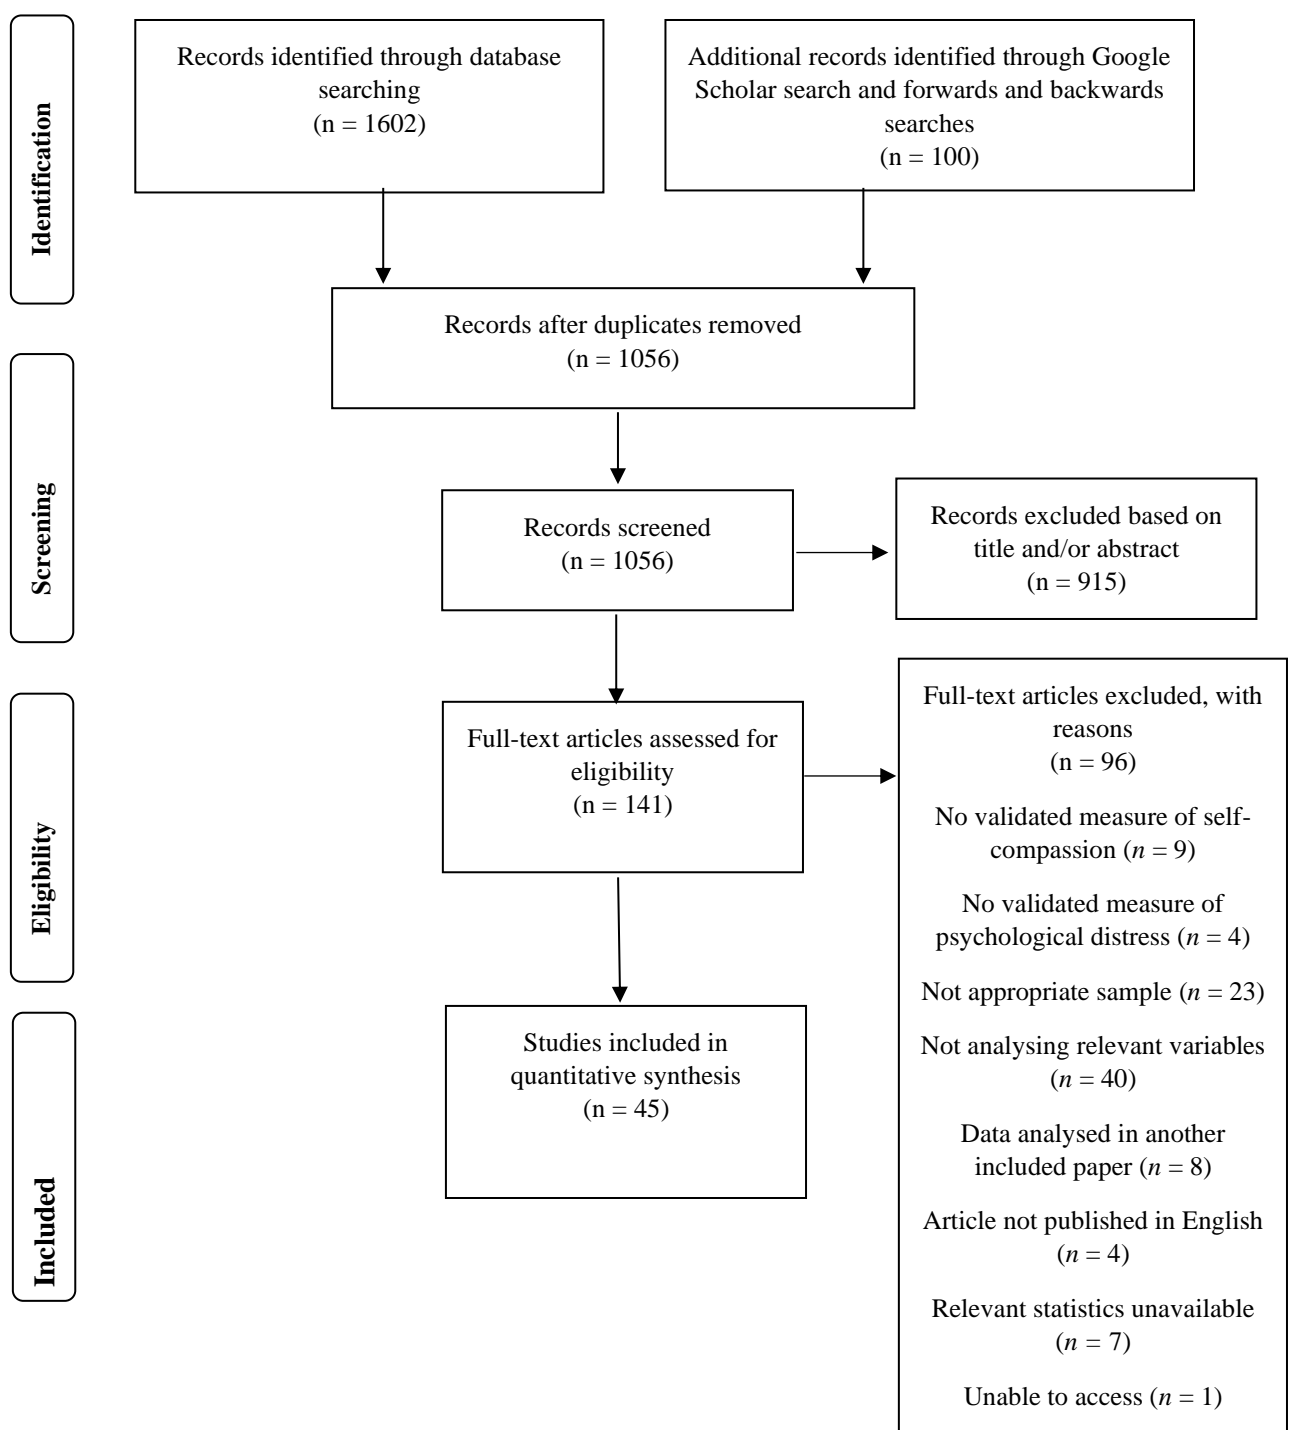 Identification
Records identified through database
searching
(n = 1602)
Additional records identified through Google
Scholar search and forwards and backwards
searches
(n = 100)
Records after duplicates removed
(n = 1056)
Screening
Records screened
(n = 1056)
Records excluded based on
title and/or abstract
(n = 915)
Eligibility
Full-text articles assessed for
eligibility
(n = 141)
Full-text articles excluded, with
reasons
(n = 96)
No validated measure of self-
compassion (n = 9)
No validated measure of
psychological distress (n = 4)
Not appropriate sample (n = 23)
Not analysing relevant variables
(n = 40)
Data analysed in another
included paper (n = 8)
Article not published in English
(n = 4)
Relevant statistics unavailable
(n = 7)
Unable to access (n = 1)
Included
Studies included in
quantitative synthesis
(n = 45)